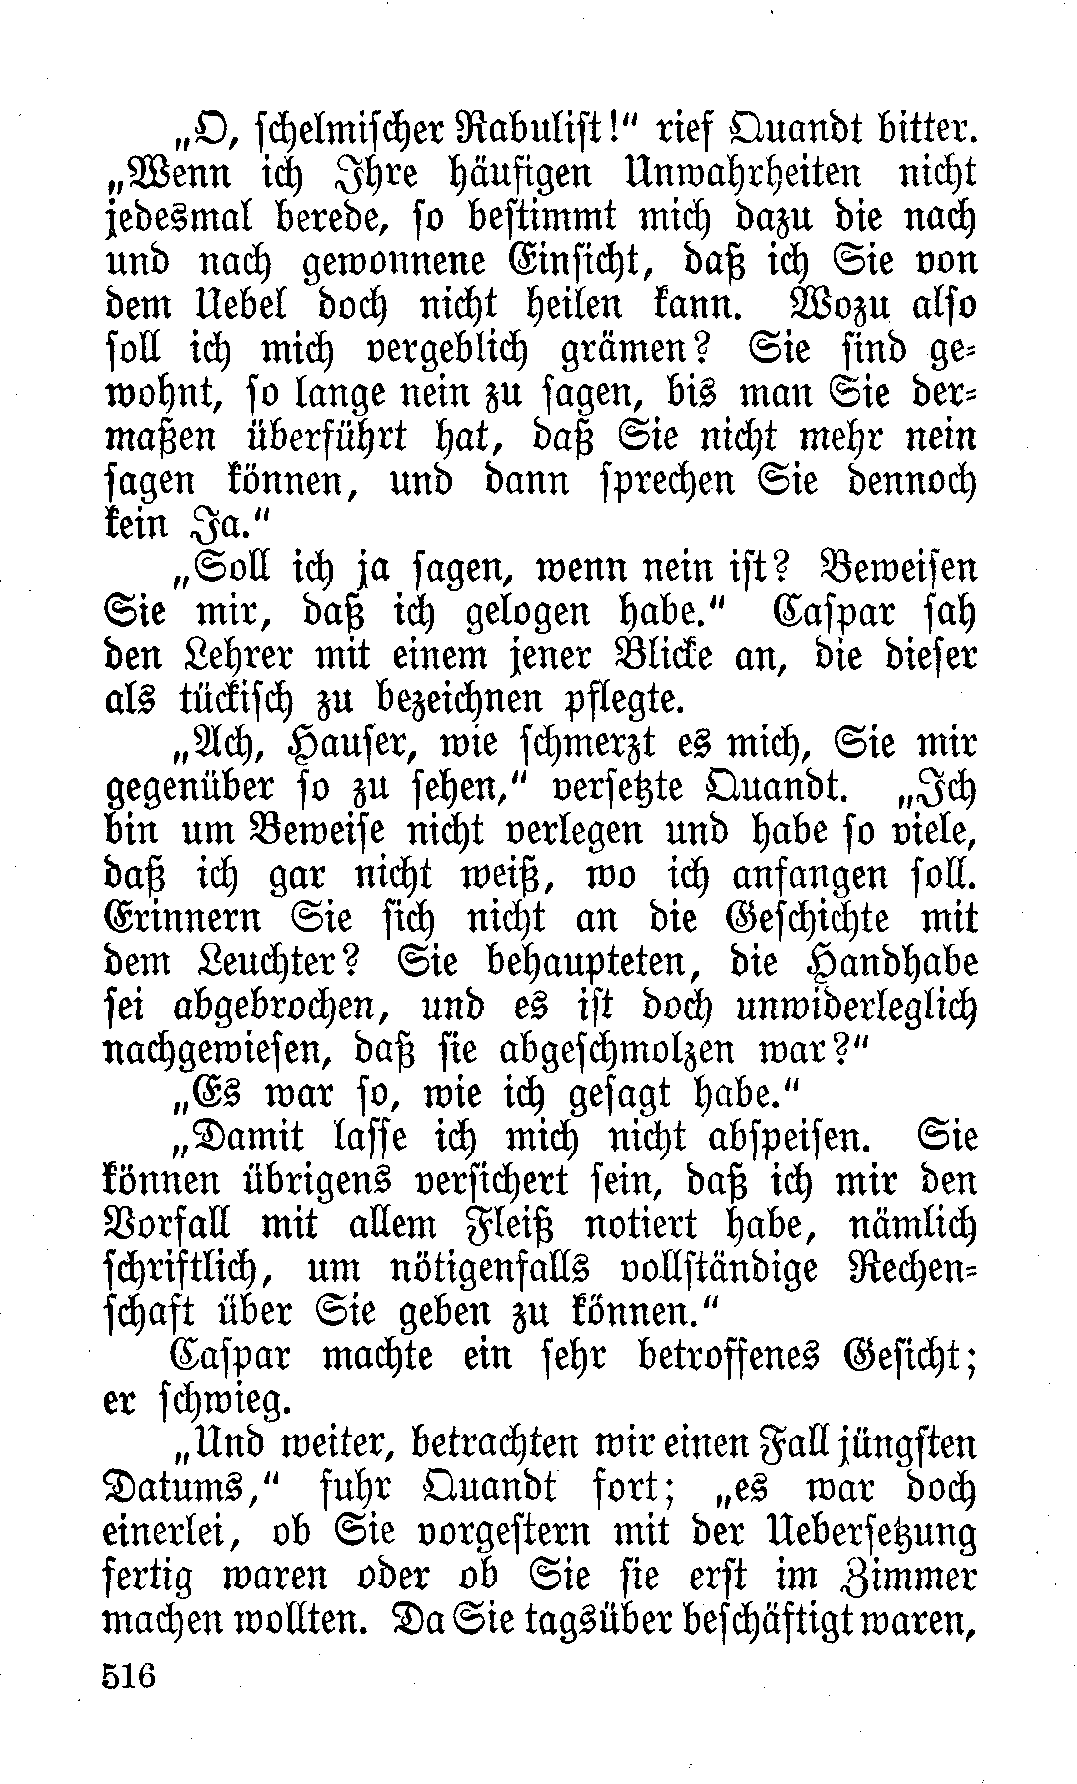 „O, schelmischer Rabulist!“ rief Quandt bitter.
„Wenn ich Ihre häufigen Unwahrheiten nicht
jedesmal berede, so bestimmt mich dazu die nach
und nach gewonnene Einsicht, daß ich Sie von
dem Uebel doch nicht heilen kann. Wozu also
soll ich mich vergeblich grämen? Sie sind ge-
wohnt, so lange nein zu sagen, bis man Sie der-
maßen überführt hat, daß Sie nicht mehr nein
sagen können, und dann sprechen Sie dennoch
kein Ja.“
„Soll ich ja sagen, wenn nein ist? Beweisen
Sie mir, daß ich gelogen habe.“ Caspar sah
den Lehrer mit einem jener Blicke an, die dieser
als tückisch zu bezeichnen pflegte.
„Ach, Hauser, wie schmerzt es mich, Sie mir
gegenüber so zu sehen,“ versetzte Quandt. „Ich
bin um Beweise nicht verlegen und habe so viele,
daß ich gar nicht weiß, wo ich anfangen soll.
Erinnern Sie sich nicht an die Geschichte mit
dem Leuchter? Sie behaupteten, die Handhabe
sei abgebrochen, und es ist doch unwiderleglich
nachgewiesen, daß sie abgeschmolzen war?“
„Es war so, wie ich gesagt habe.“
„Damit lasse ich mich nicht abspeisen. Sie
können übrigens versichert sein, daß ich mir den
Vorfall mit allem Fleiß notiert habe, nämlich
schriftlich, um nötigenfalls vollständige Rechen-
schaft über Sie geben zu können.“
Caspar machte ein sehr betroffenes Gesicht;
er schwieg.
„Und weiter, betrachten wir einen Fall jüngsten
Datums,“ fuhr Quandt fort; „es war doch
einerlei, ob Sie vorgestern mit der Uebersetzung
fertig waren oder ob Sie sie erst im Zimmer
machen wollten. Da Sie tagsüber beschäftigt waren,
516